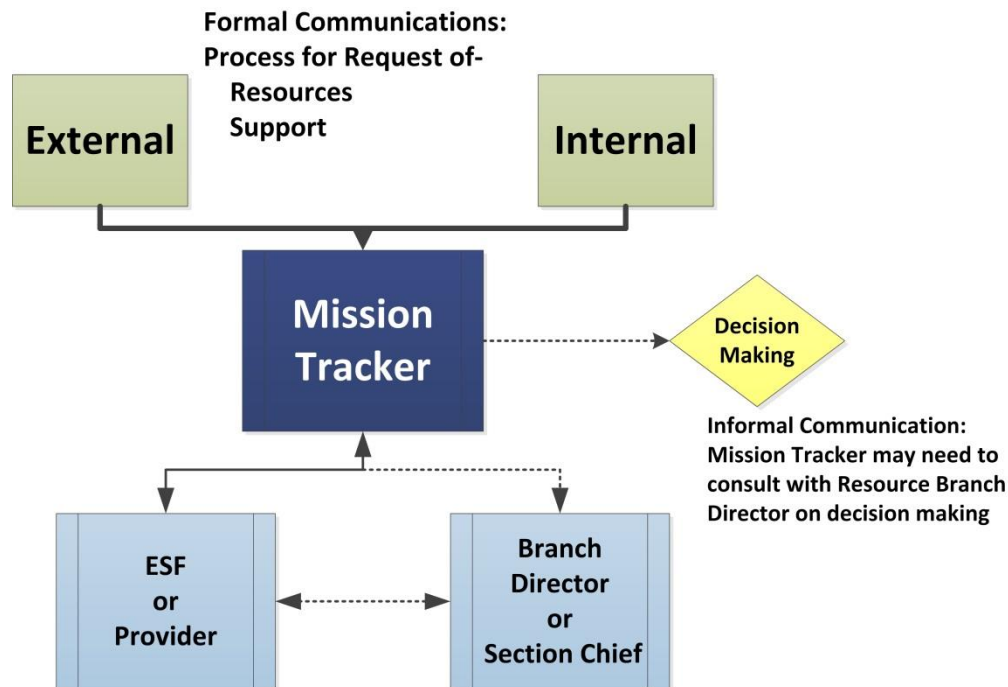 Formal Communications:
Process for Request of-
Resources
Support
External
Internal
Mission
Tracker
Decision
Making
Informal Communication:
Mission Tracker may need to
consult with Resource Branch
Director on decision making
ESF
or
Provider
Branch
Director
or
Section Chief